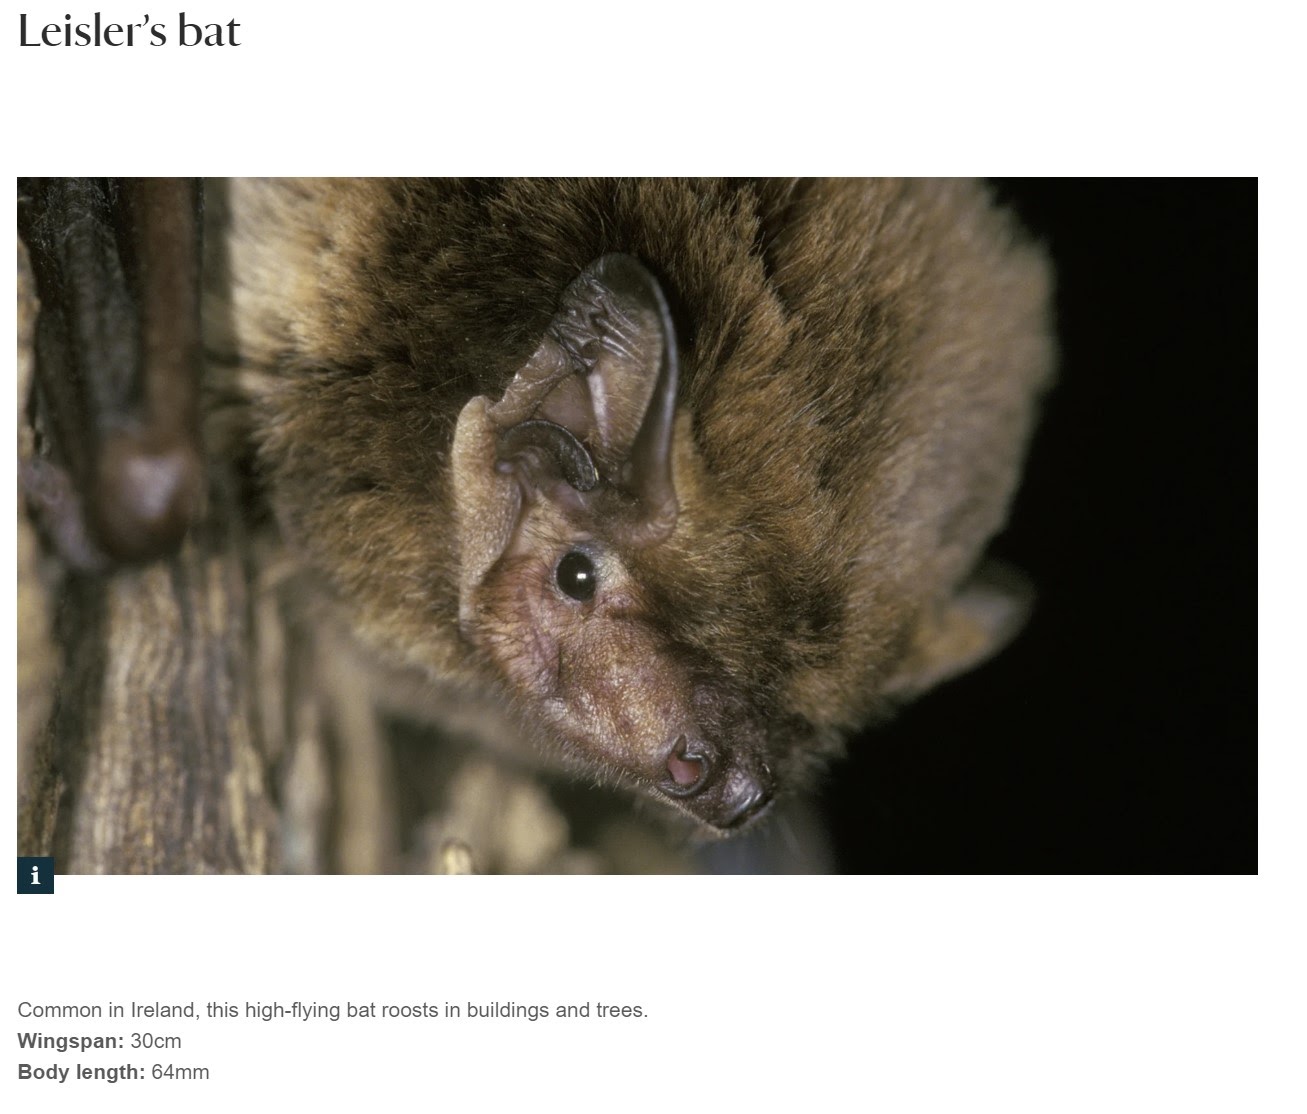 Leisler’s bat
i
Common in Ireland, this high-flying bat roosts in buildings and trees.
Wingspan: 30cm
Body length: 64mm